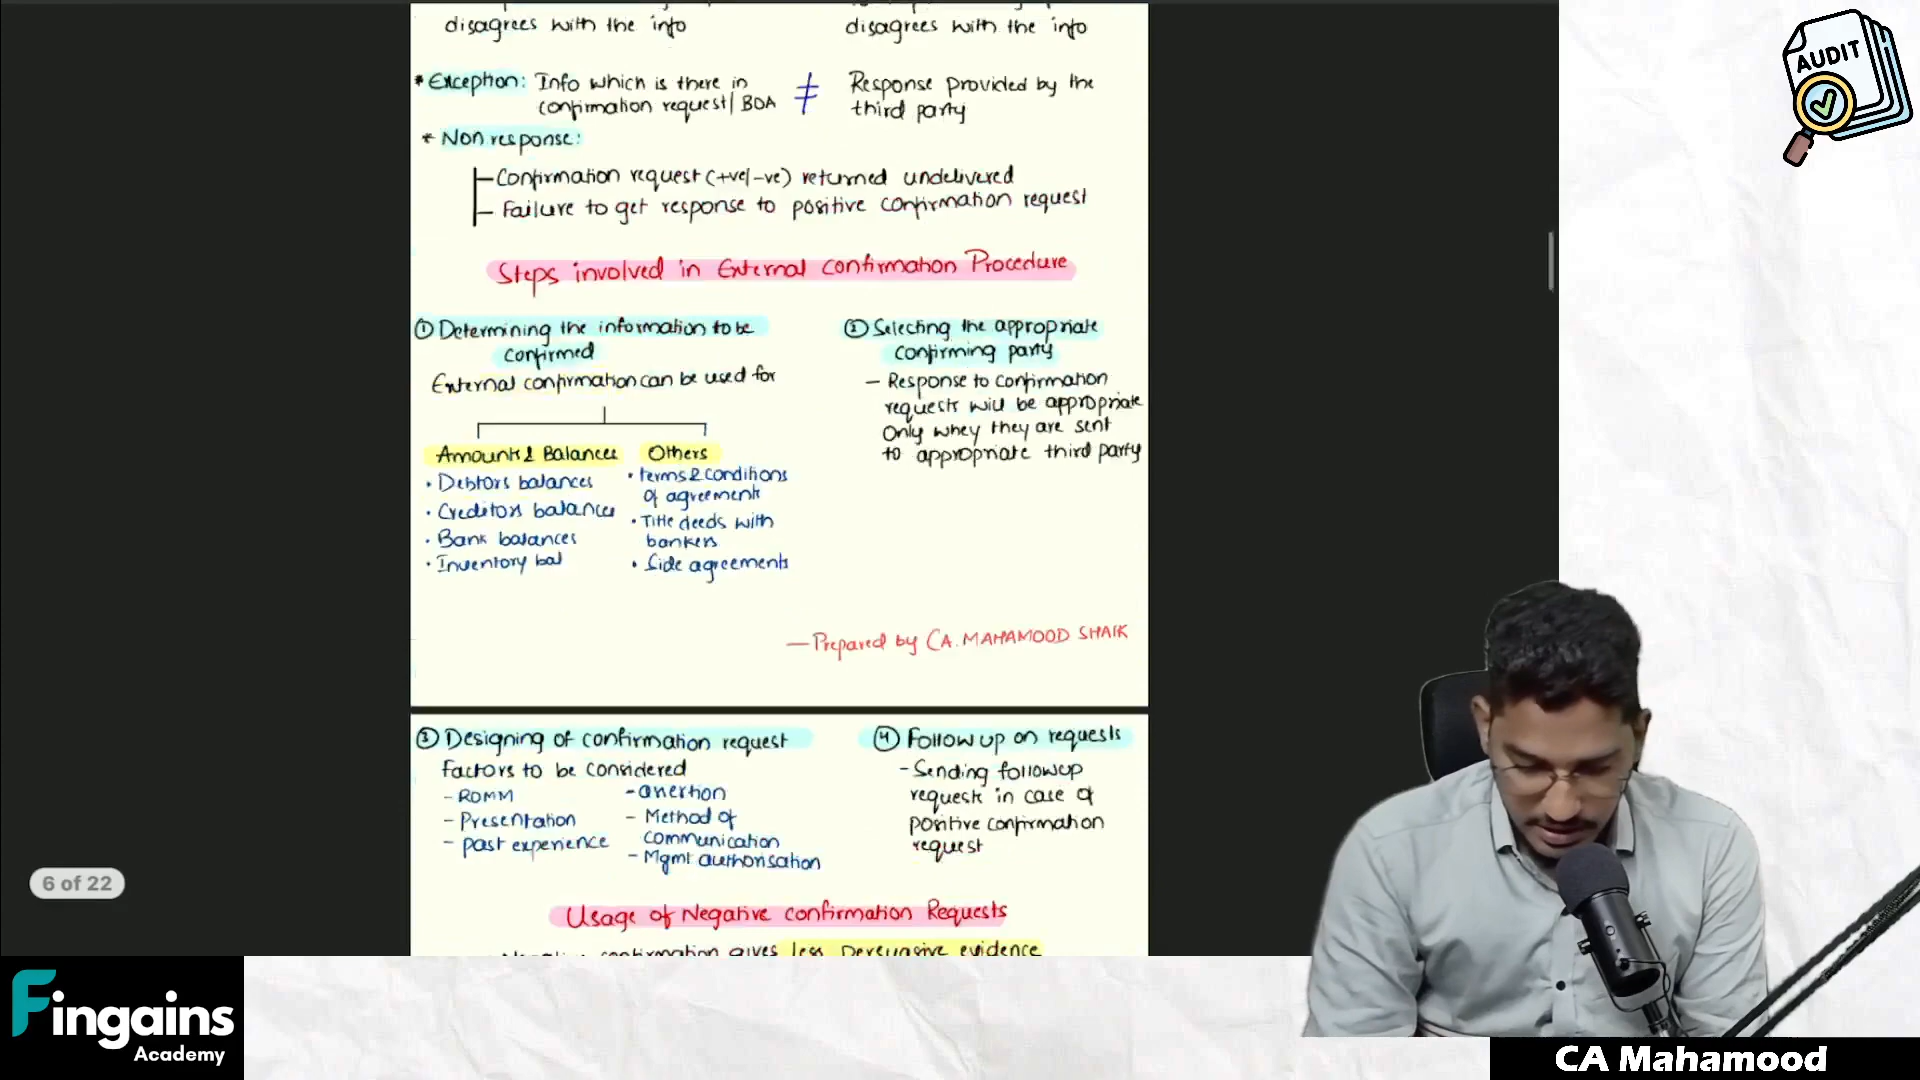 disagrees with the info
disagrees with the info
* Exception: Info which is there in confirmation request/BOA ≠ Response provided by the third party
* Non response:
- Confirmation request (+ve/-ve) returned undelivered
- Failure to get response to positive confirmation request
Steps involved in External Confirmation Procedure
① Determining the information to be
confirmed
External confirmation can be used for
Amounts & Balances
• Debtors balances
• Creditors balances
• Bank balances
• Inventory bal
Others
• terms & conditions
of agreements
• Title deeds with
bankers
• Side agreements
② Selecting the appropriate
confirming party
- Response to confirmation
requests will be appropriate
Only whey they are sent
to appropriate third party
- Prepared by CA. MAHAMOOD SHAIK
③ Designing of confirmation request
Factors to be considered
- ROMM
- Presentation
- Past experience
- assertion
- Method of
communication
- Mgmt authorisation
④ Follow up on requests
- Sending followup
requests in case of
positive confirmation
request
Usage of Negative confirmation Requests
confirmation gives less persuasive evidence
6 of 22
AUDIT
Fingains
Academy
CA Mahamood